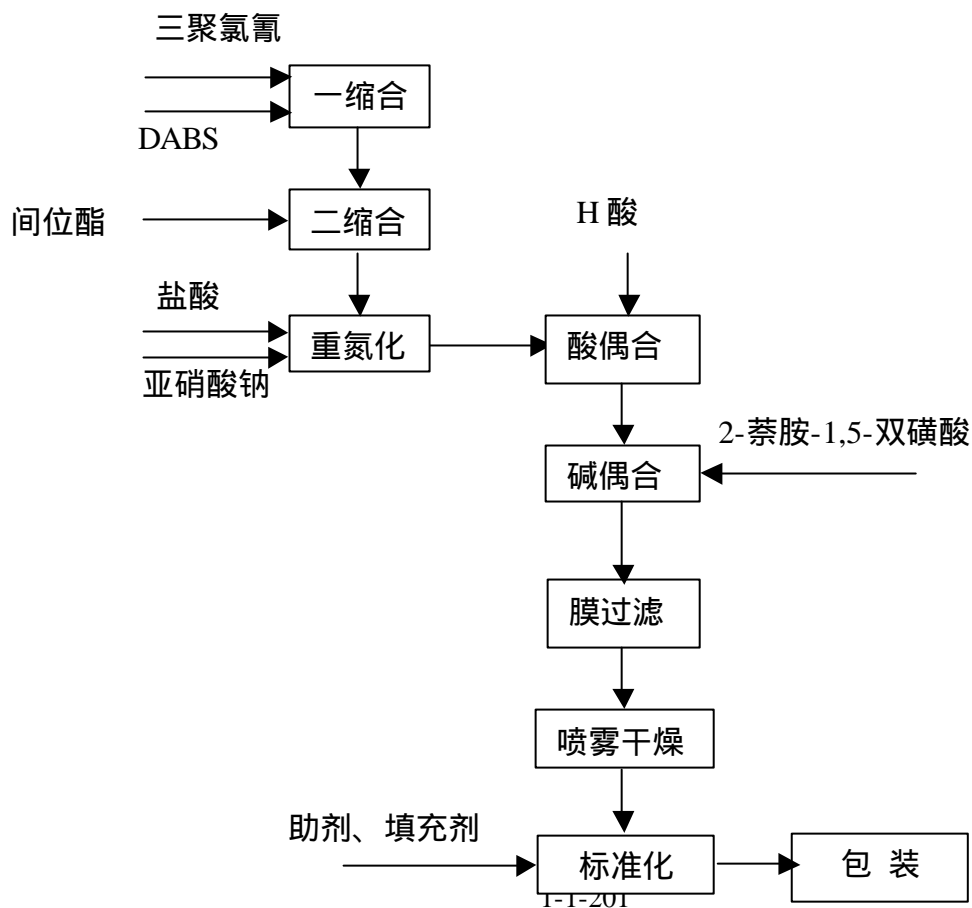 三聚氯氰
一缩合
DABS
间位酯
二缩合
H 酸
盐酸
重氮化
酸偶合
亚硝酸钠
2-萘胺-1,5-双磺酸
碱偶合
膜过滤
喷雾干燥
助剂、填充剂
标准化
包 装
1-1-201